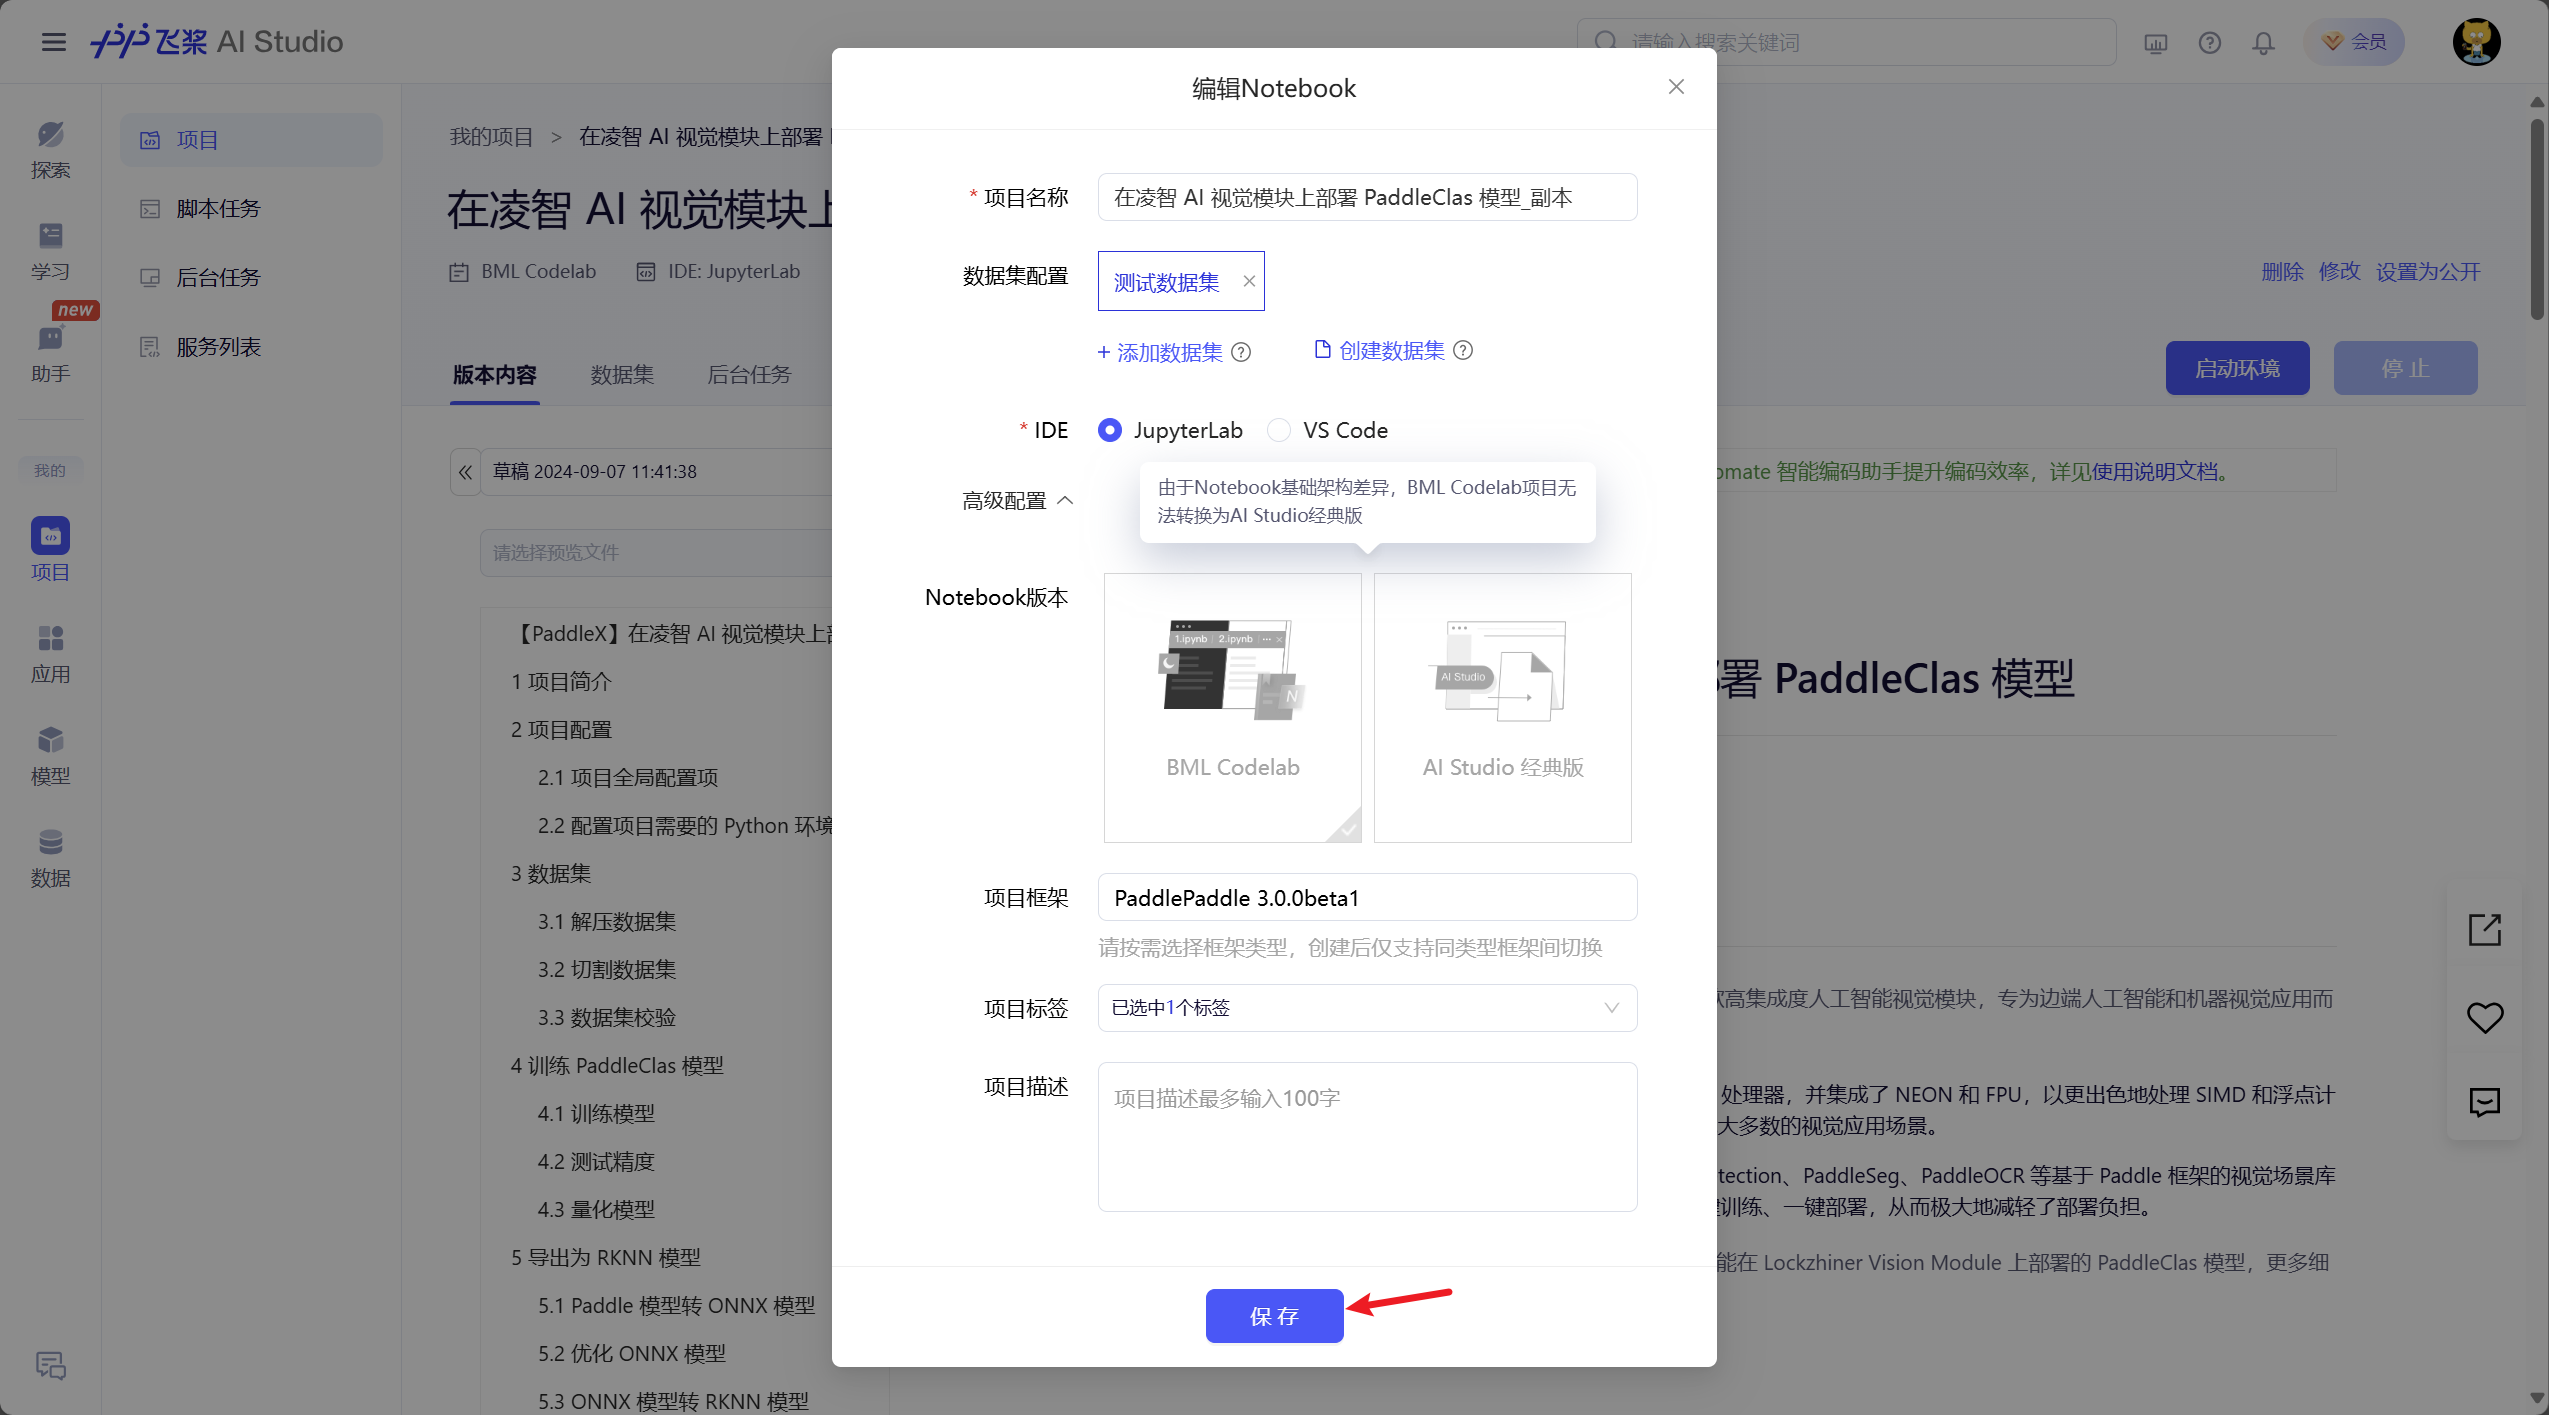 飞桨 AI Studio
请输入搜索关键词
会员
探索
学习
new
助手
我的
项目
应用
模型
数据
项目
脚本任务
后台任务
服务列表
我的项目 > 在凌智 AI 视觉模块上部署
在凌智 AI 视觉模块上
BML Codelab
IDE: JupyterLab
删除 修改 设置为公开
版本内容 数据集 后台任务
启动环境
停 止
草稿 2024-09-07 11:41:38
omate 智能编码助手提升编码效率，详见使用说明文档。
请选择预览文件
【PaddleX】在凌智 AI 视觉模块上部
1 项目简介
2 项目配置
2.1 项目全局配置项
2.2 配置项目需要的 Python 环境
3 数据集
3.1 解压数据集
3.2 切割数据集
3.3 数据集校验
4 训练 PaddleClas 模型
4.1 训练模型
4.2 测试精度
4.3 量化模型
5 导出为 RKNN 模型
5.1 Paddle 模型转 ONNX 模型
5.2 优化 ONNX 模型
5.3 ONNX 模型转 RKNN 模型
编辑Notebook
* 项目名称
在凌智 AI 视觉模块上部署 PaddleClas 模型_副本
数据集配置
测试数据集
+ 添加数据集
创建数据集
* IDE
JupyterLab
VS Code
高级配置
由于Notebook基础架构差异，BML Codelab项目无
法转换为AI Studio经典版
Notebook版本
1.ipynb 2.ipynb
N
BML Codelab
AI Studio
AI Studio 经典版
项目框架
PaddlePaddle 3.0.0beta1
请按需选择框架类型，创建后仅支持同类型框架间切换
项目标签
已选中1个标签
项目描述
项目描述最多输入100字
保 存
署 PaddleClas 模型
高集成度人工智能视觉模块，专为边端人工智能和机器视觉应用而
处理器，并集成了 NEON 和 FPU，以更出色地处理 SIMD 和浮点计
大多数的视觉应用场景。
tection、PaddleSeg、PaddleOCR 等基于 Paddle 框架的视觉场景库
训练、一键部署，从而极大地减轻了部署负担。
能在 Lockzhiner Vision Module 上部署的 PaddleClas 模型，更多细